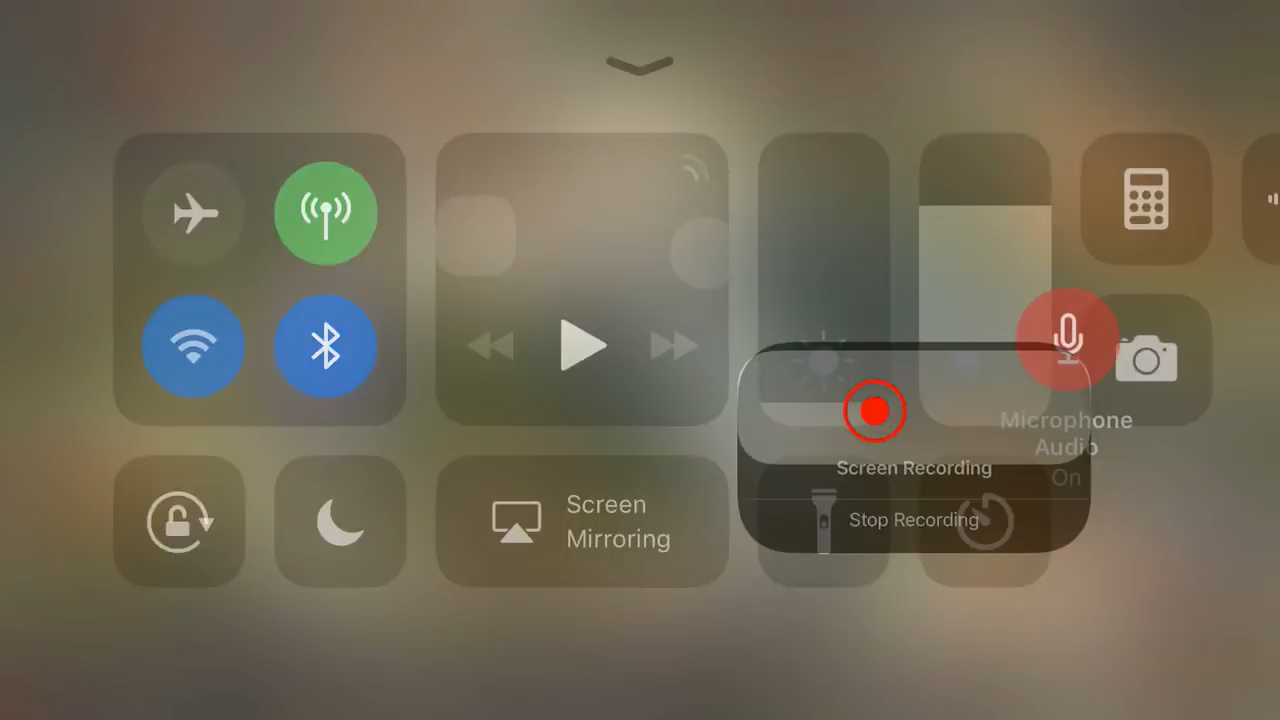 Microphone
Audio
On
Screen Recording
Screen
Mirroring
Stop Recording